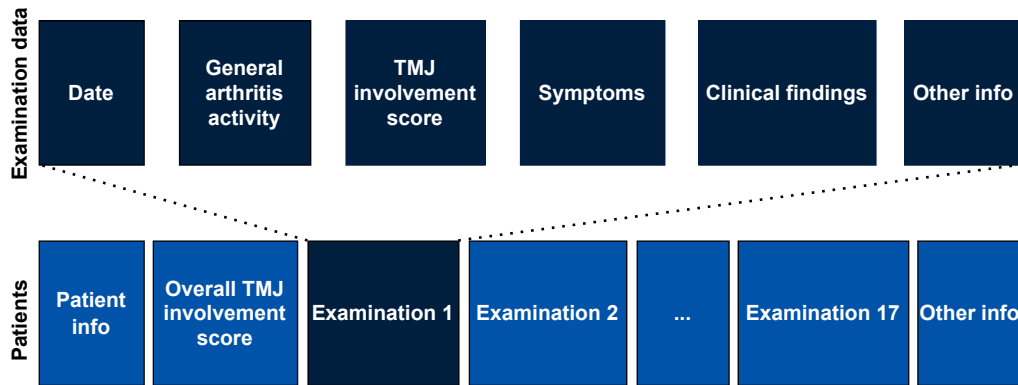 Examination data
Date
General
arthritis
activity
TMJ
involvement
score
Symptoms
Clinical findings
Other info
Patients
Patient
info
Overall TMJ
involvement
score
Examination 1
Examination 2
...
Examination 17
Other info